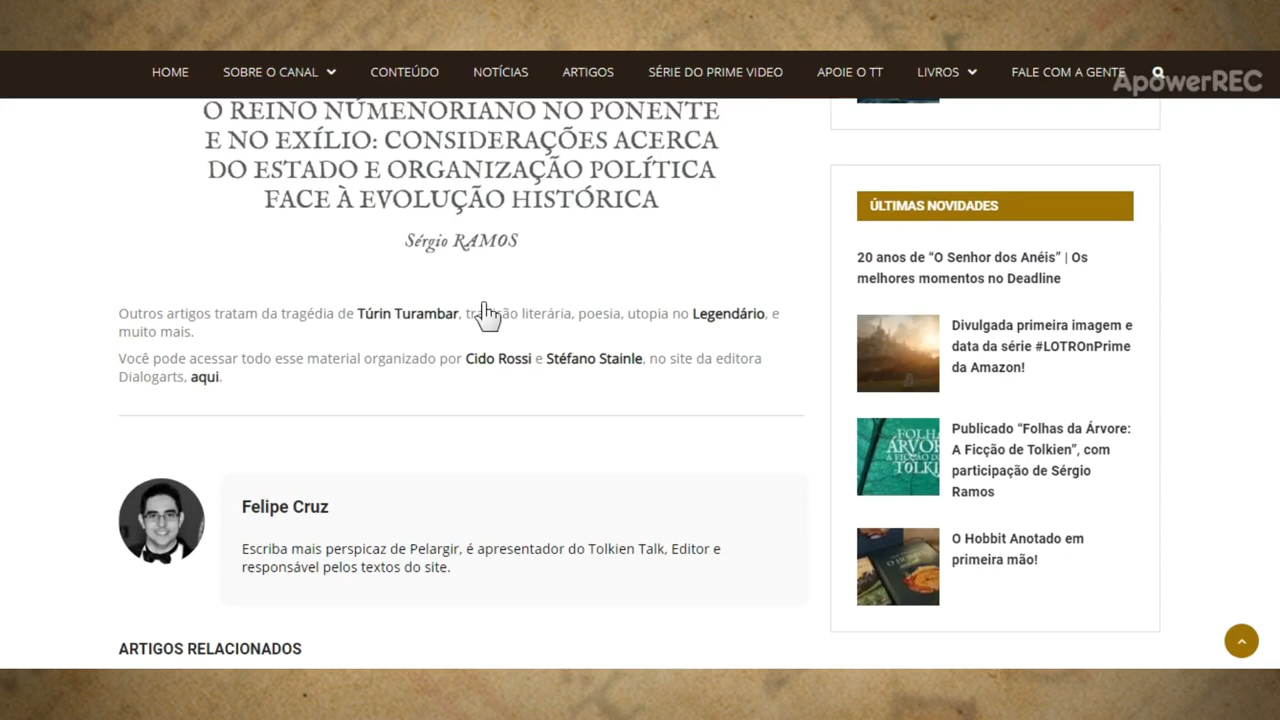 HOME SOBRE O CANAL CONTEÚDO NOTÍCIAS ARTIGOS SÉRIE DO PRIME VIDEO APOIE O TT LIVROS FALE COM A GENTE
ApowerREC
O REINO NÚMENORIANO NO PONENTE
E NO EXÍLIO: CONSIDERAÇÕES ACERCA
DO ESTADO E ORGANIZAÇÃO POLÍTICA
FACE À EVOLUÇÃO HISTÓRICA
Sérgio RAMOS
Outros artigos tratam da tragédia de Túrin Turambar, literária, poesia, utopia no Legendário, e
muito mais.
Você pode acessar todo esse material organizado por Cido Rossi e Stéfano Stainle, no site da editora
Dialogarts, aqui.
Felipe Cruz
Escriba mais perspicaz de Pelargir, é apresentador do Tolkien Talk, Editor e
responsável pelos textos do site.
ARTIGOS RELACIONADOS
ÚLTIMAS NOVIDADES
20 anos de “O Senhor dos Anéis” | Os
melhores momentos no Deadline
Divulgada primeira imagem e
data da série #LOTROnPrime
da Amazon!
FOLHAS
ÁRVORE
A FICÇÃO DE
TOLKI
Publicado “Folhas da Árvore:
A Ficção de Tolkien”, com
participação de Sérgio
Ramos
O Hobbit Anotado em
primeira mão!